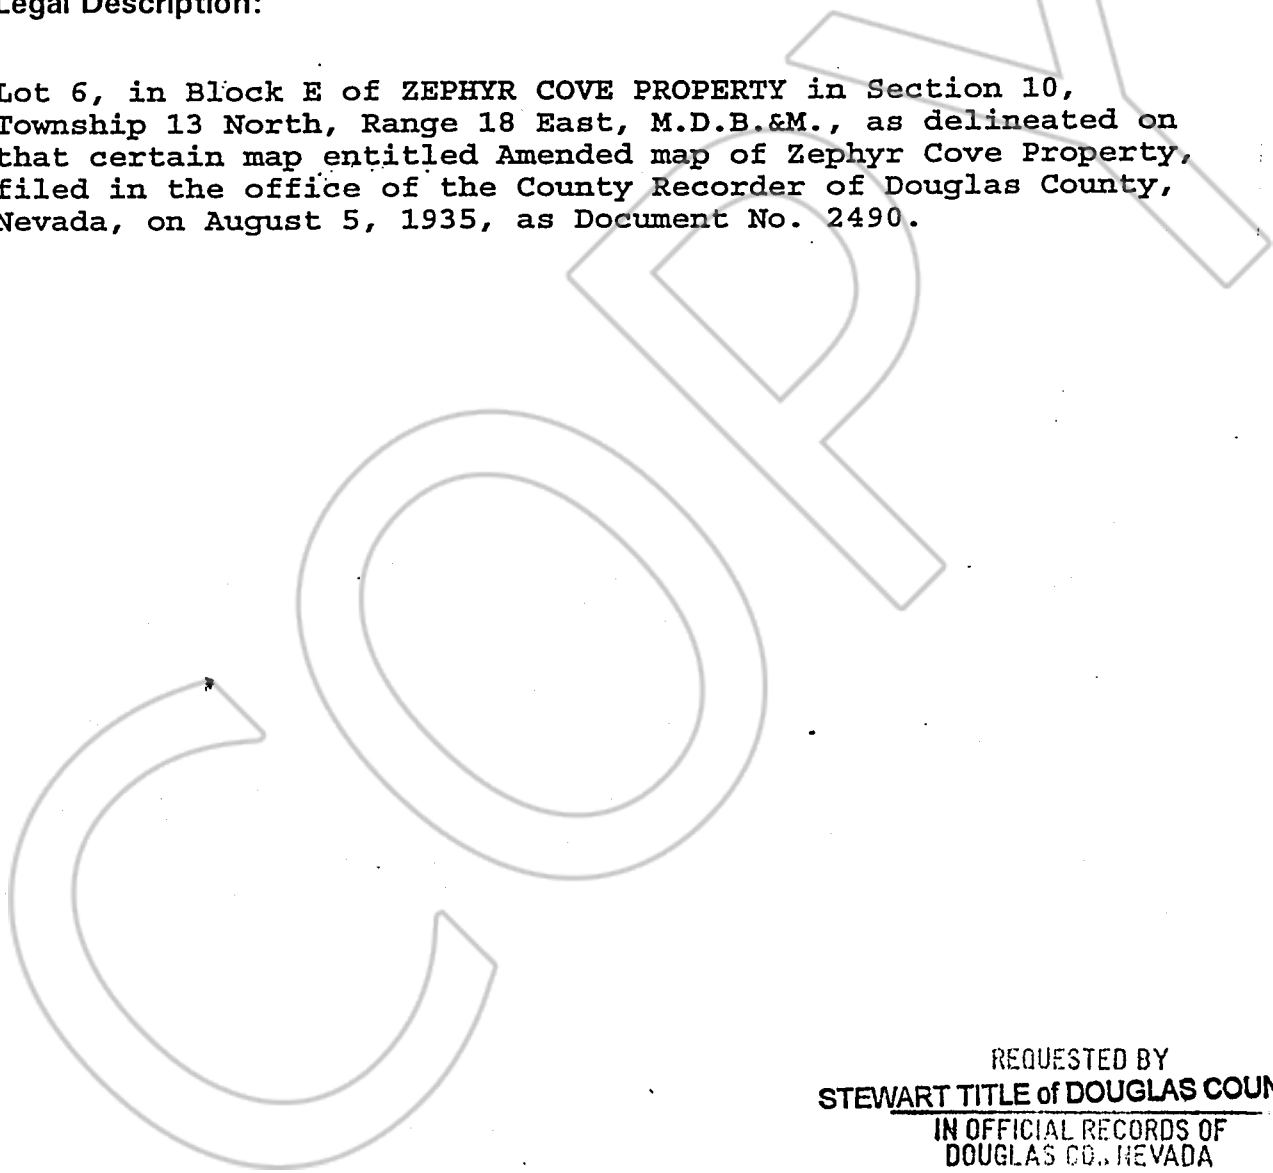 Legal Description:
Lot 6, in Block E of ZEPHYR COVE PROPERTY in Section 10,
Township 13 North, Range 18 East, M.D.B.&M., as delineated on
that certain map entitled Amended map of Zephyr Cove Property,
filed in the office of the County Recorder of Douglas County,
Nevada, on August 5, 1935, as Document No. 2490.
COPY
REQUESTED BY
STEWART TITLE of DOUGLAS COUN
IN OFFICIAL RECORDS OF
DOUGLAS CO., NEVADA